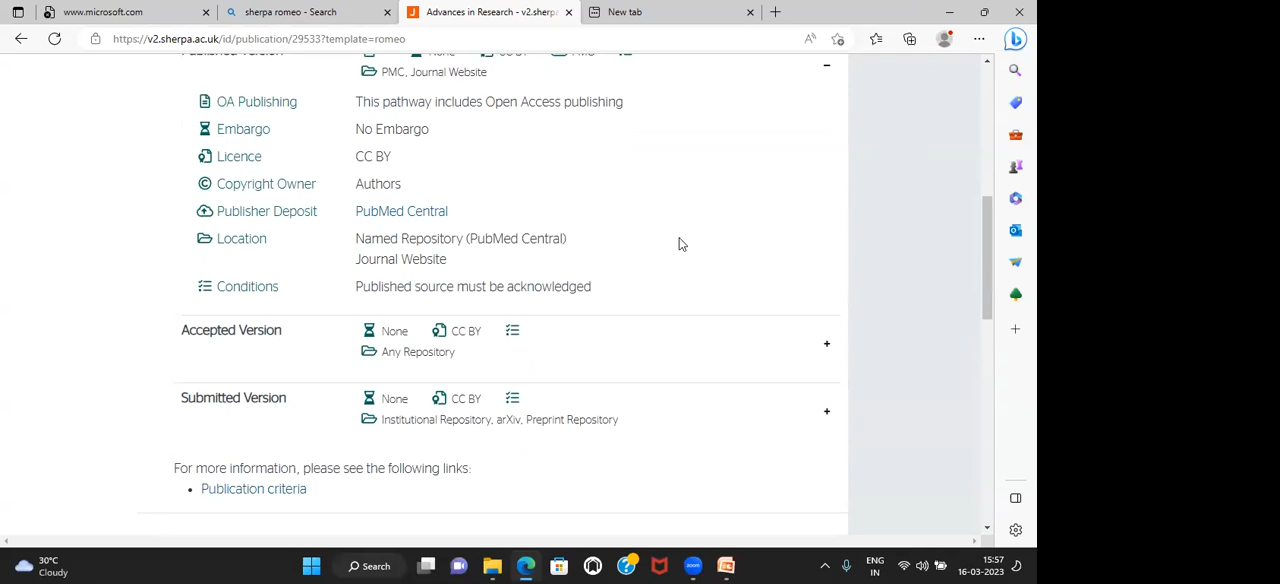 www.microsoft.com
sherpa romeo - Search
Advances in Research - v2.sherp
New tab
https://v2.sherpa.ac.uk/id/publication/29533?template=romeo
PMC, Journal Website
OA Publishing This pathway includes Open Access publishing
Embargo No Embargo
Licence CC BY
Copyright Owner Authors
Publisher Deposit PubMed Central
Location Named Repository (PubMed Central)
Journal Website
Conditions Published source must be acknowledged
Accepted Version None CC BY
Any Repository
Submitted Version None CC BY
Institutional Repository, arXiv, Preprint Repository
For more information, please see the following links:
• Publication criteria
30°C
Cloudy
Search
ENG
IN
15:57
16-03-2023